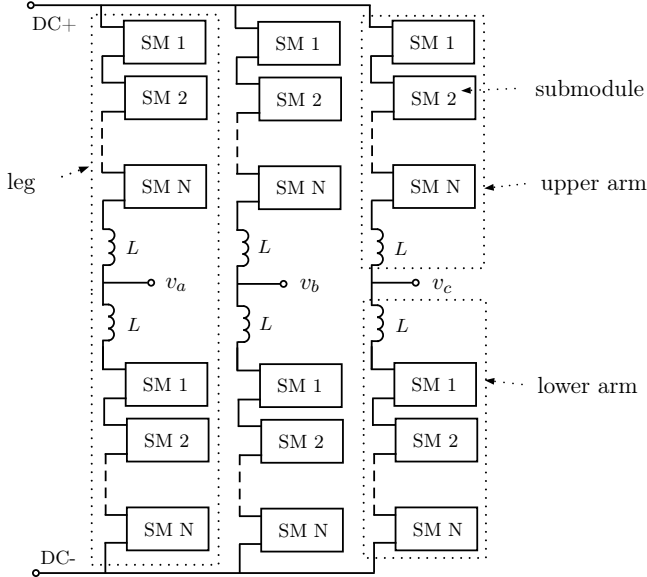 DC+
SM 1 SM 1 SM 1
SM 2 SM 2 SM 2 submodule
leg SM N SM N SM N upper arm
L L L
v_a v_b v_c
L L L
SM 1 SM 1 SM 1 lower arm
SM 2 SM 2 SM 2
SM N SM N SM N
DC-